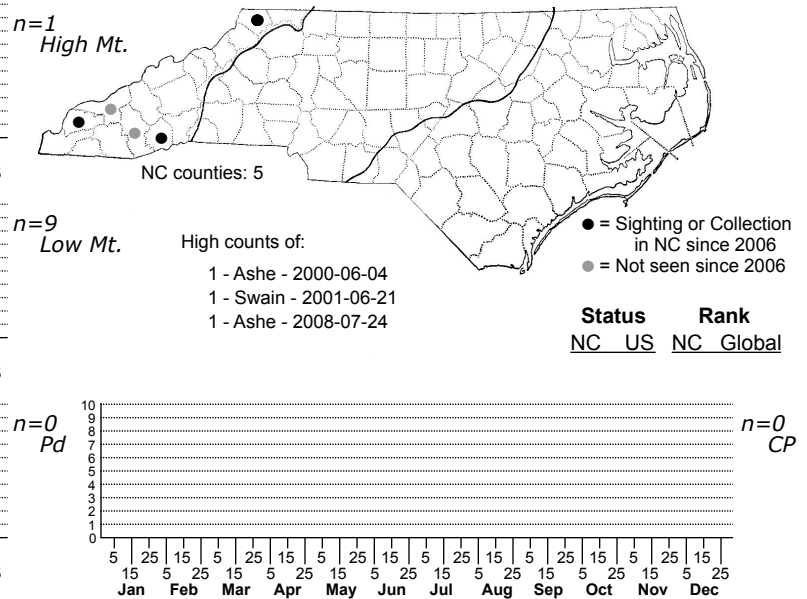 n=1
High Mt.
NC counties: 5
n=9
Low Mt.
High counts of:
1 - Ashe - 2000-06-04
1 - Swain - 2001-06-21
1 - Ashe - 2008-07-24
= Sighting or Collection
in NC since 2006
= Not seen since 2006
Status Rank
NC US NC Global
n=0
Pd
10
9
8
7
6
5
4
3
2
1
0
n=0
CP
5 25 15 5 25 15 5 25 15 5 25 15 5 25 15 5 25 15
15 5 25 15 5 25 15 5 25 15 5 25 15 5 25 15 5 25
Jan Feb Mar Apr May Jun Jul Aug Sep Oct Nov Dec